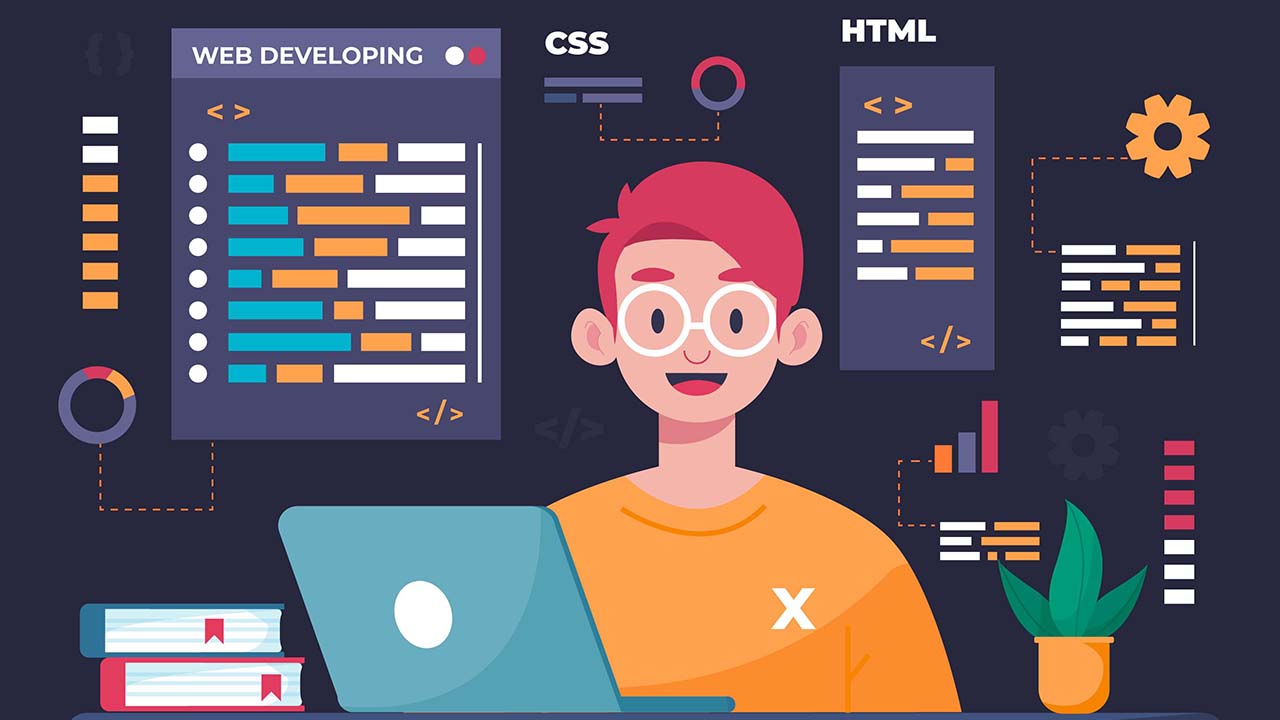 WEB DEVELOPING
< >
</>
CSS
HTML
< >
</>
{ }
</>
X